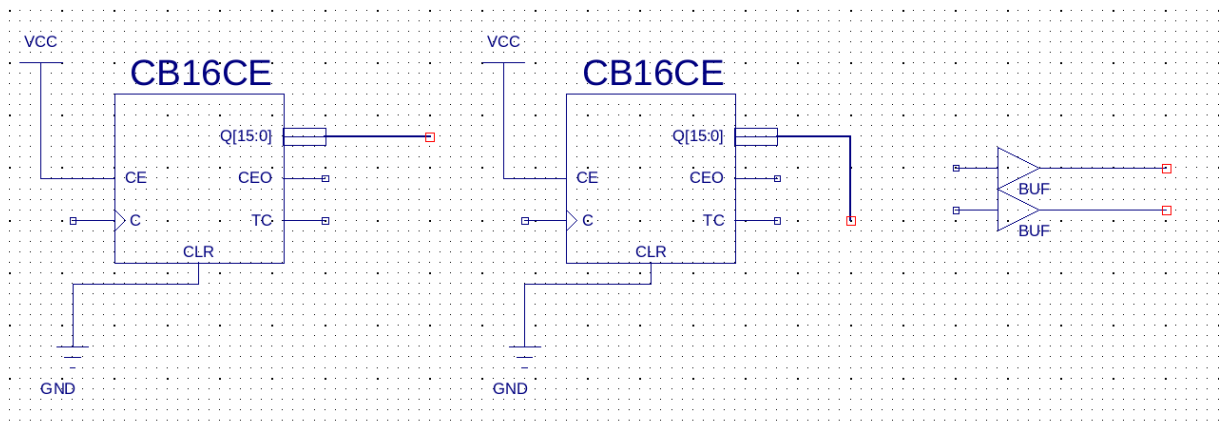 VCC
CB16CE
Q[15:0]
CE
CEO
C
TC
CLR
GND
VCC
CB16CE
Q[15:0]
CE
CEO
C
TC
CLR
GND
BUF
BUF